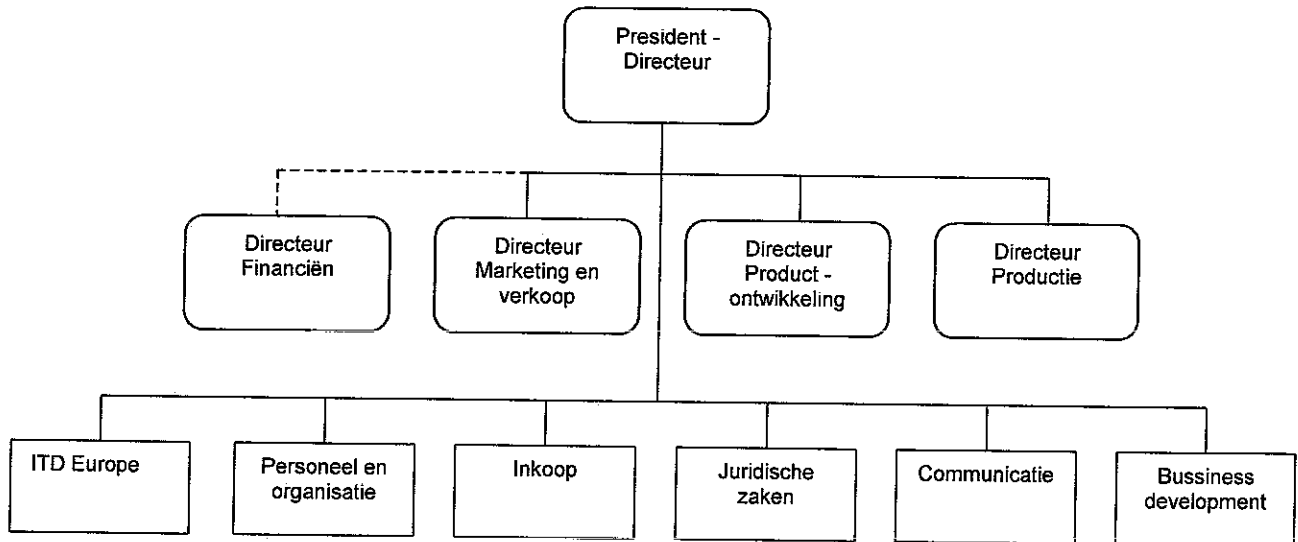 President -
Directeur
Directeur
Financiën
Directeur
Marketing en
verkoop
Directeur
Product -
ontwikkeling
Directeur
Productie
ITD Europe
Personeel en
organisatie
Inkoop
Juridische
zaken
Communicatie
Bussiness
development